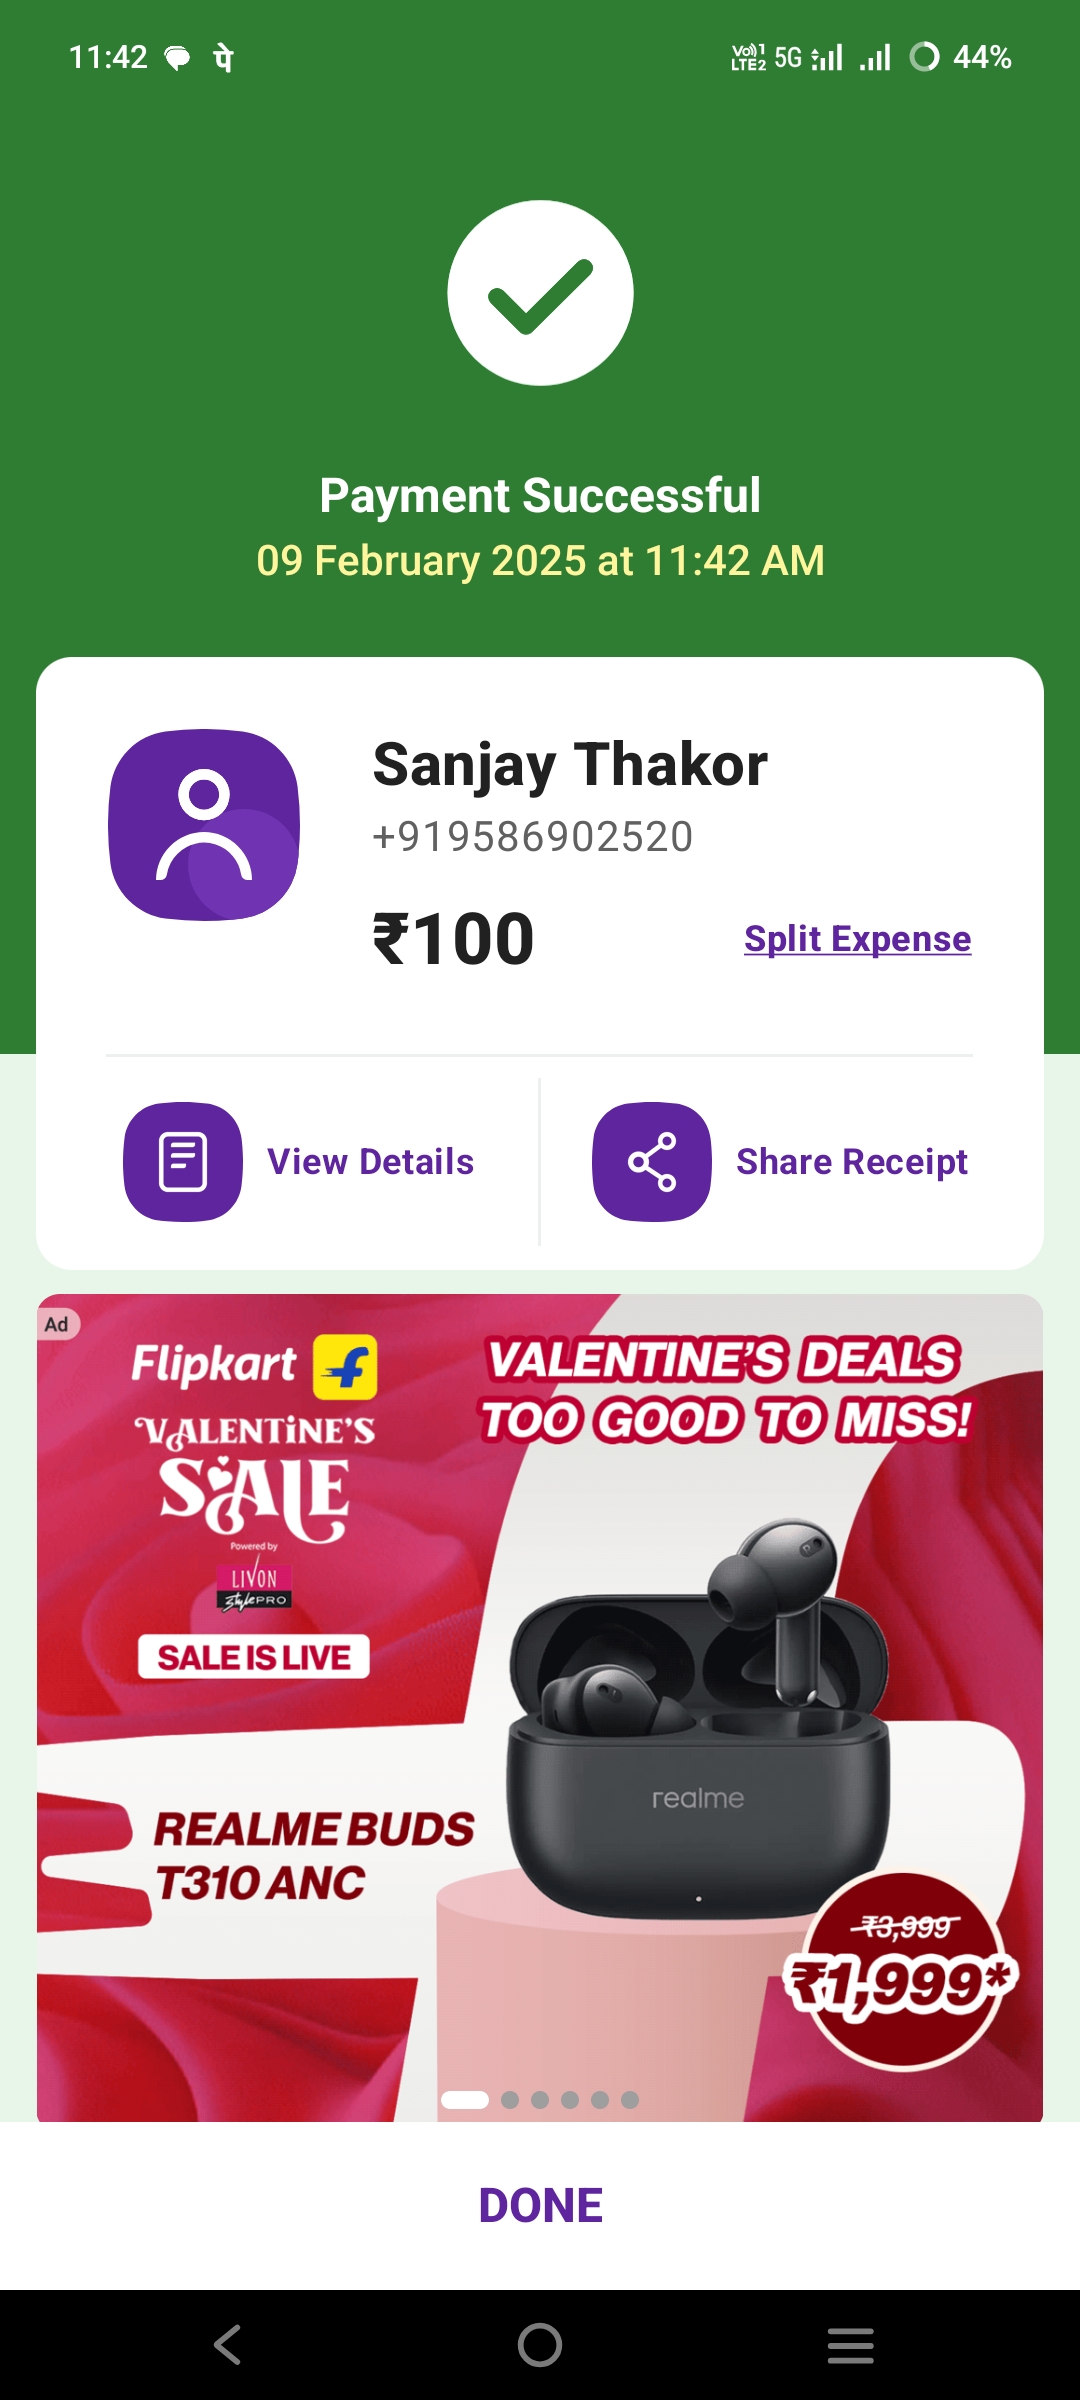 11:42 पे Vo)) 1 LTE2 5G 44%
Payment Successful
09 February 2025 at 11:42 AM
Sanjay Thakor
+919586902520
₹100
Split Expense
View Details
Share Receipt
Ad
Flipkart
VALENTINE'S
SALE
Powered by
LIVON
StylePRO
SALE IS LIVE
VALENTINE'S DEALS
TOO GOOD TO MISS!
realme
REALME BUDS
T310 ANC
₹3,999
₹1,999*
DONE